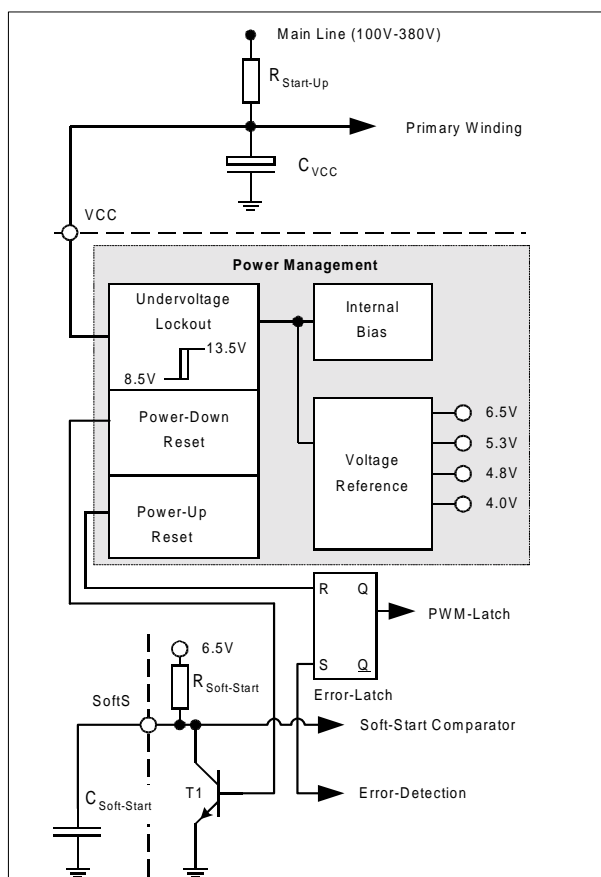 Main Line (100V-380V)
R Start-Up
Primary Winding
C VCC
VCC
Power Management
Undervoltage
Lockout
13.5V
8.5V
Internal
Bias
Power-Down
Reset
Power-Up
Reset
Voltage
Reference
6.5V
5.3V
4.8V
4.0V
R Q
PWM-Latch
S Q
Error-Latch
6.5V
R Soft-Start
SoftS
Soft-Start Comparator
T1
Error-Detection
C Soft-Start